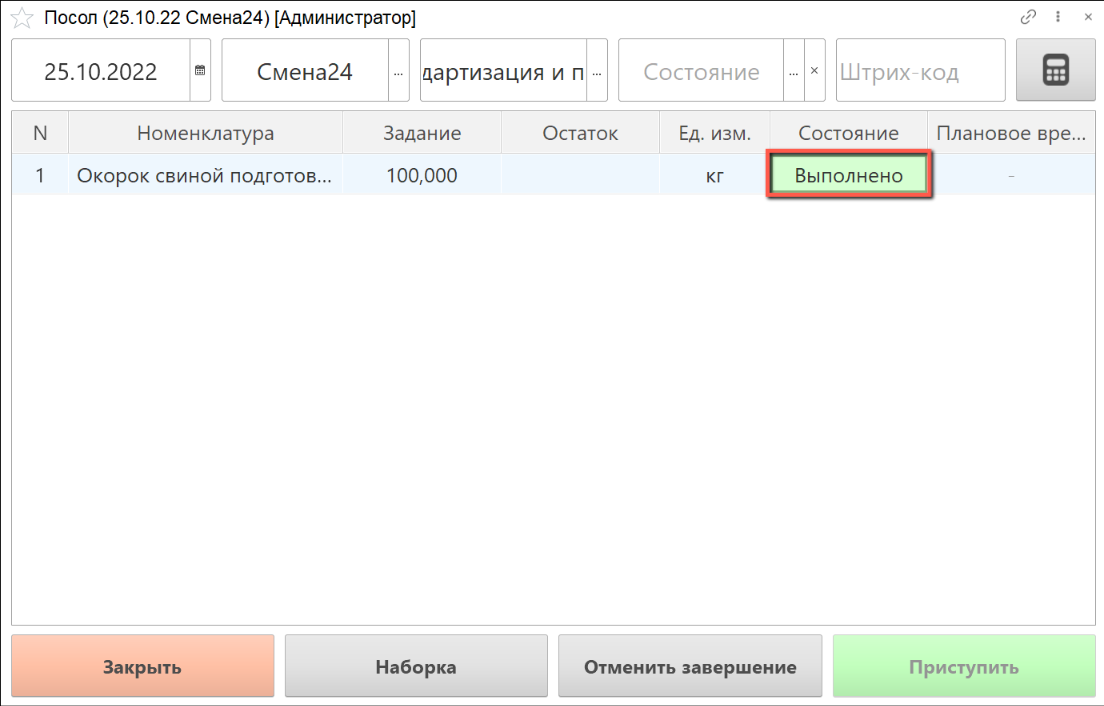 Посол (25.10.22 Смена24) [Администратор]
25.10.2022 Смена24 ... дартизация и п ... Состояние ... × Штрих-код
N Номенклатура Задание Остаток Ед. изм. Состояние Плановое вре...
1 Окорок свиной подготов... 100,000 кг Выполнено -
Закрыть Наборка Отменить завершение Приступить